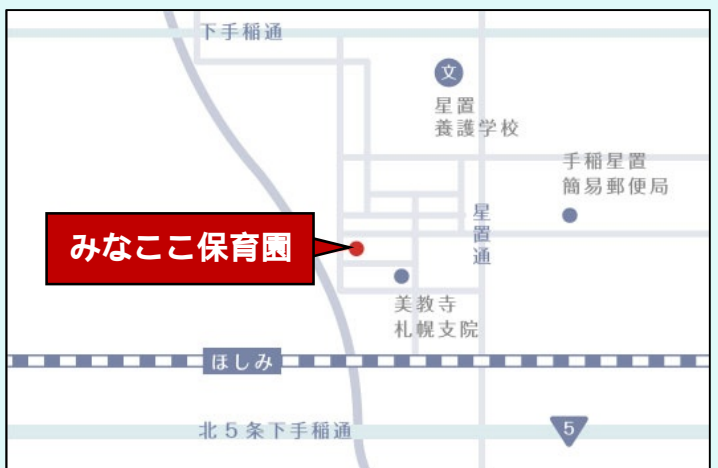 下手稲通
文
星置
養護学校
手稲星置
簡易郵便局
星置通
みなここ保育園
美教寺
札幌支院
ほしみ
北5条下手稲通
5